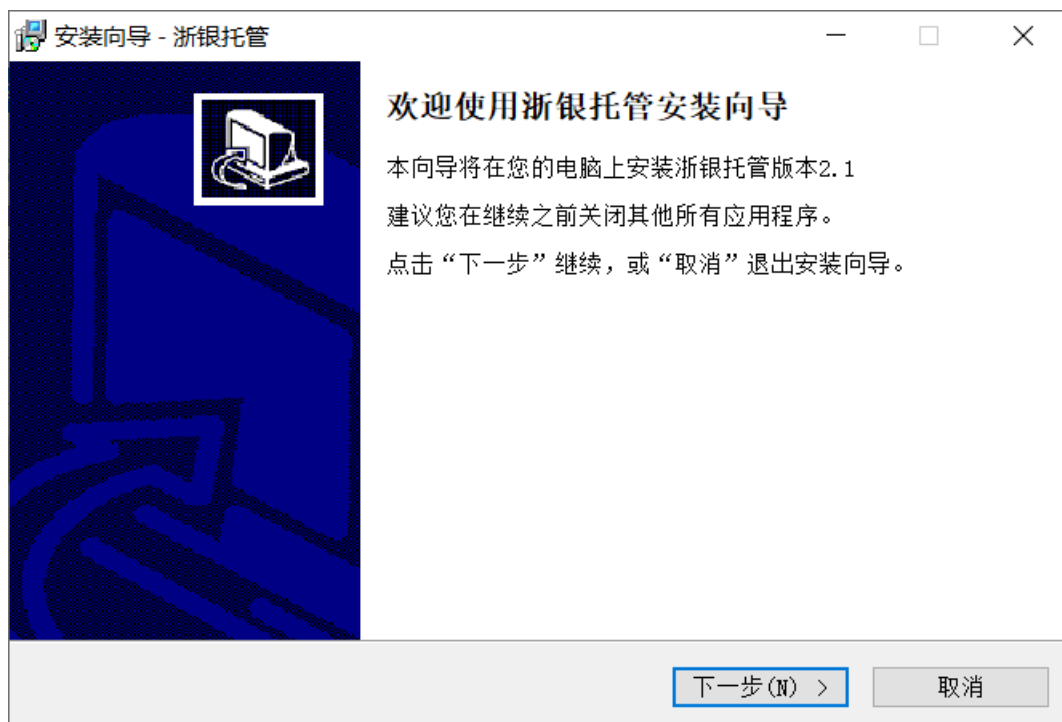 安装向导 - 浙银托管
欢迎使用浙银托管安装向导
本向导将在您的电脑上安装浙银托管版本2.1
建议您在继续之前关闭其他所有应用程序。
点击“下一步”继续，或“取消”退出安装向导。
下一步(N) >
取消